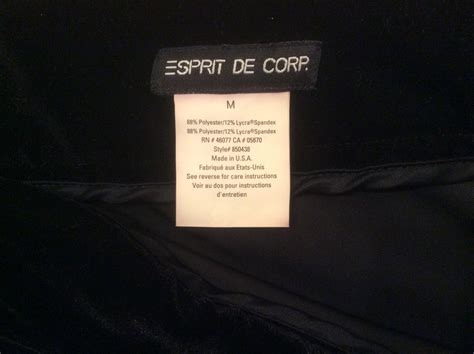 ESPRIT DE CORP.
M
88% Polyester/12% Lycra®Spandex
88% Polyester/12% Lycra®Spandex
RN # 46077 CA # 05870
Style# 850438
Made in U.S.A.
Fabriqué aux Etats-Unis
See reverse for care instructions
Voir au dos pour instructions
d'entretien